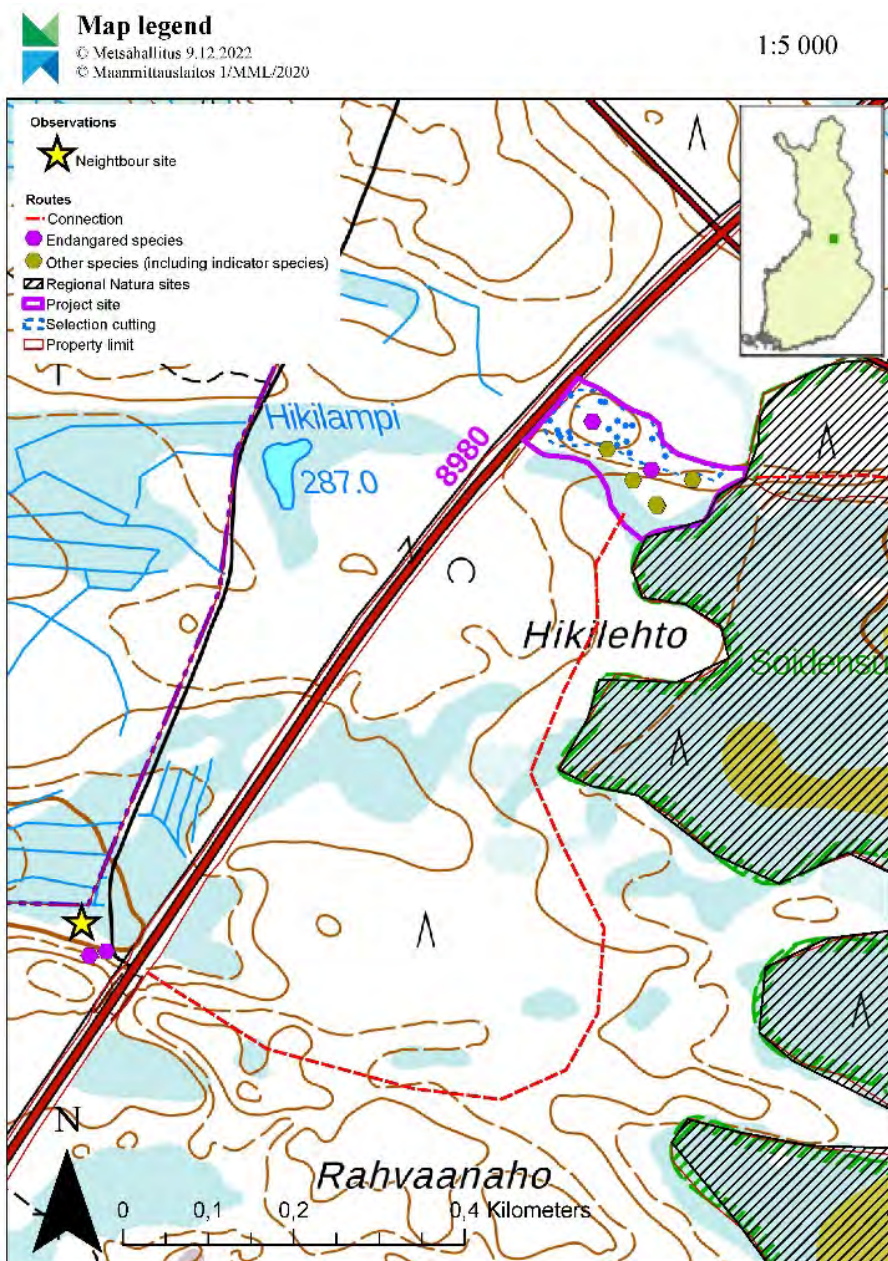 Map legend
© Metsähallitus 9.12.2022
© Maanmittauslaitos 1/MML/2020
1:5 000
Observations
Neightbour site
Routes
Connection
Endangared species
Other species (including indicator species)
Regional Natura sites
Project site
Selection cutting
Property limit
Hikilampi
287.0
8980
Hikilehto
Soidensu
N
Rahvaanaho
0 0,1 0,2 0,4 Kilometers